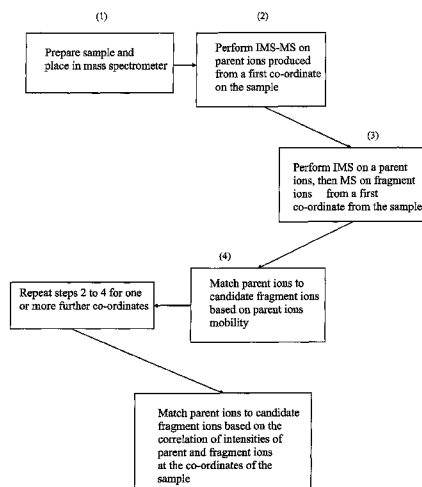 (1)
Prepare sample and
place in mass spectrometer
(2)
Perform IMS-MS on
parent ions produced
from a first co-ordinate
on the sample
(3)
Perform IMS on a parent
ions, then MS on fragment
ions from a first
co-ordinate from the sample
(4)
Match parent ions to
candidate fragment ions
based on parent ions
mobility
Repeat steps 2 to 4 for one
or more further co-ordinates
Match parent ions to candidate
fragment ions based on the
correlation of intensities of
parent and fragment ions
at the co-ordinates of the
sample